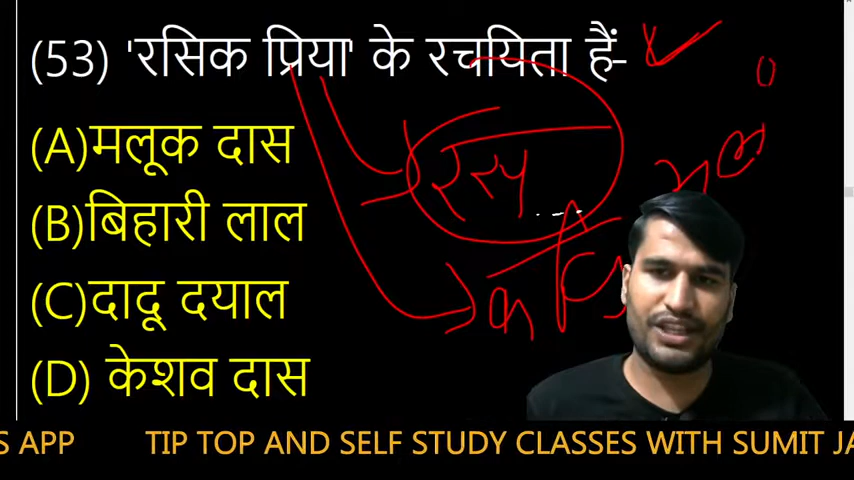 (53) 'रसिक प्रिया' के रचयिता हैं-
(A)मलूक दास
(B)बिहारी लाल
(C)दादू दयाल
(D) केशव दास
S APP TIP TOP AND SELF STUDY CLASSES WITH SUMIT JA